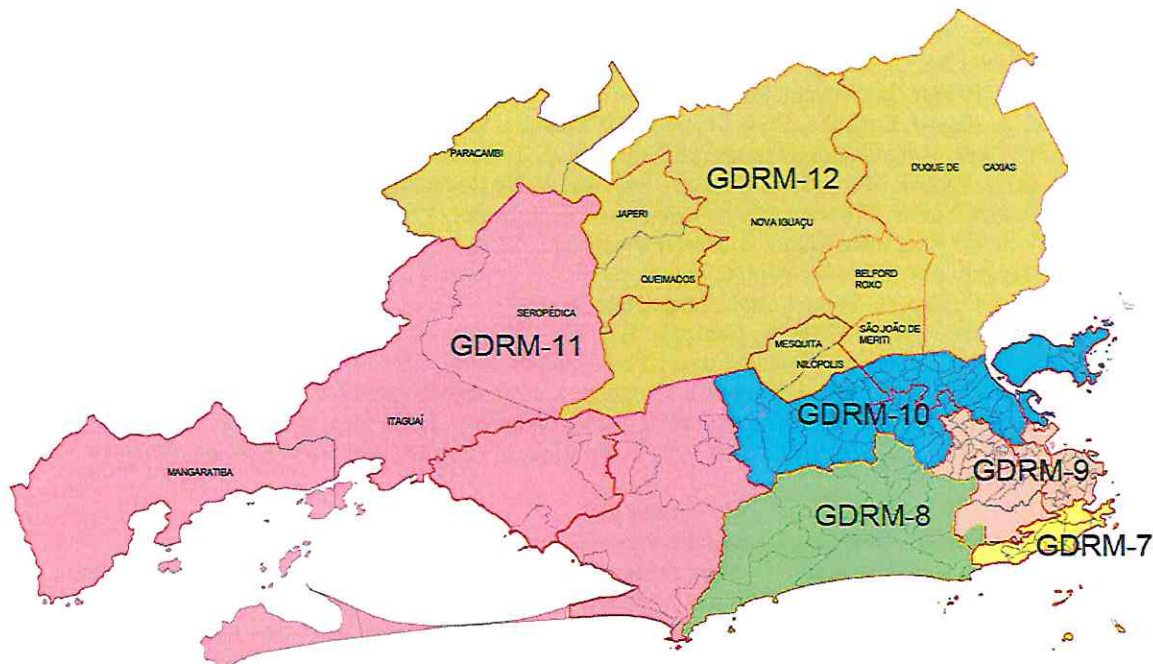 PARACAMBI
GDRM-12
DUQUE DE CAXIAS
JAPERI
NOVA IGUAÇU
QUEIMADOS
BELFORD
ROXO
SEROPÉDICA
GDRM-11
MESQUITA
NILÓPOLIS
SÃO JOÃO DE
MERITI
ITAGUAÍ
GDRM-10
MANGARATIBA
GDRM-9
GDRM-8
GDRM-7